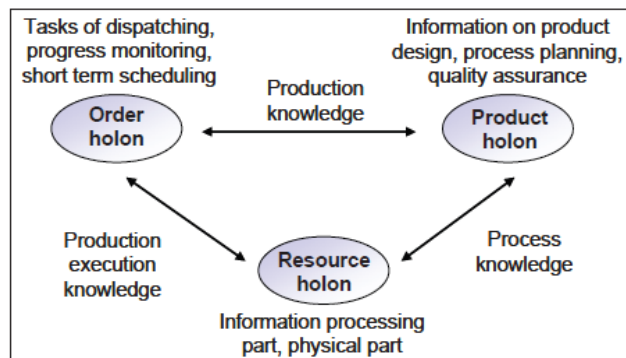 Tasks of dispatching,
progress monitoring,
short term scheduling
Information on product
design, process planning,
quality assurance
Production
knowledge
Order
holon
Product
holon
Production
execution
knowledge
Process
knowledge
Resource
holon
Information processing
part, physical part